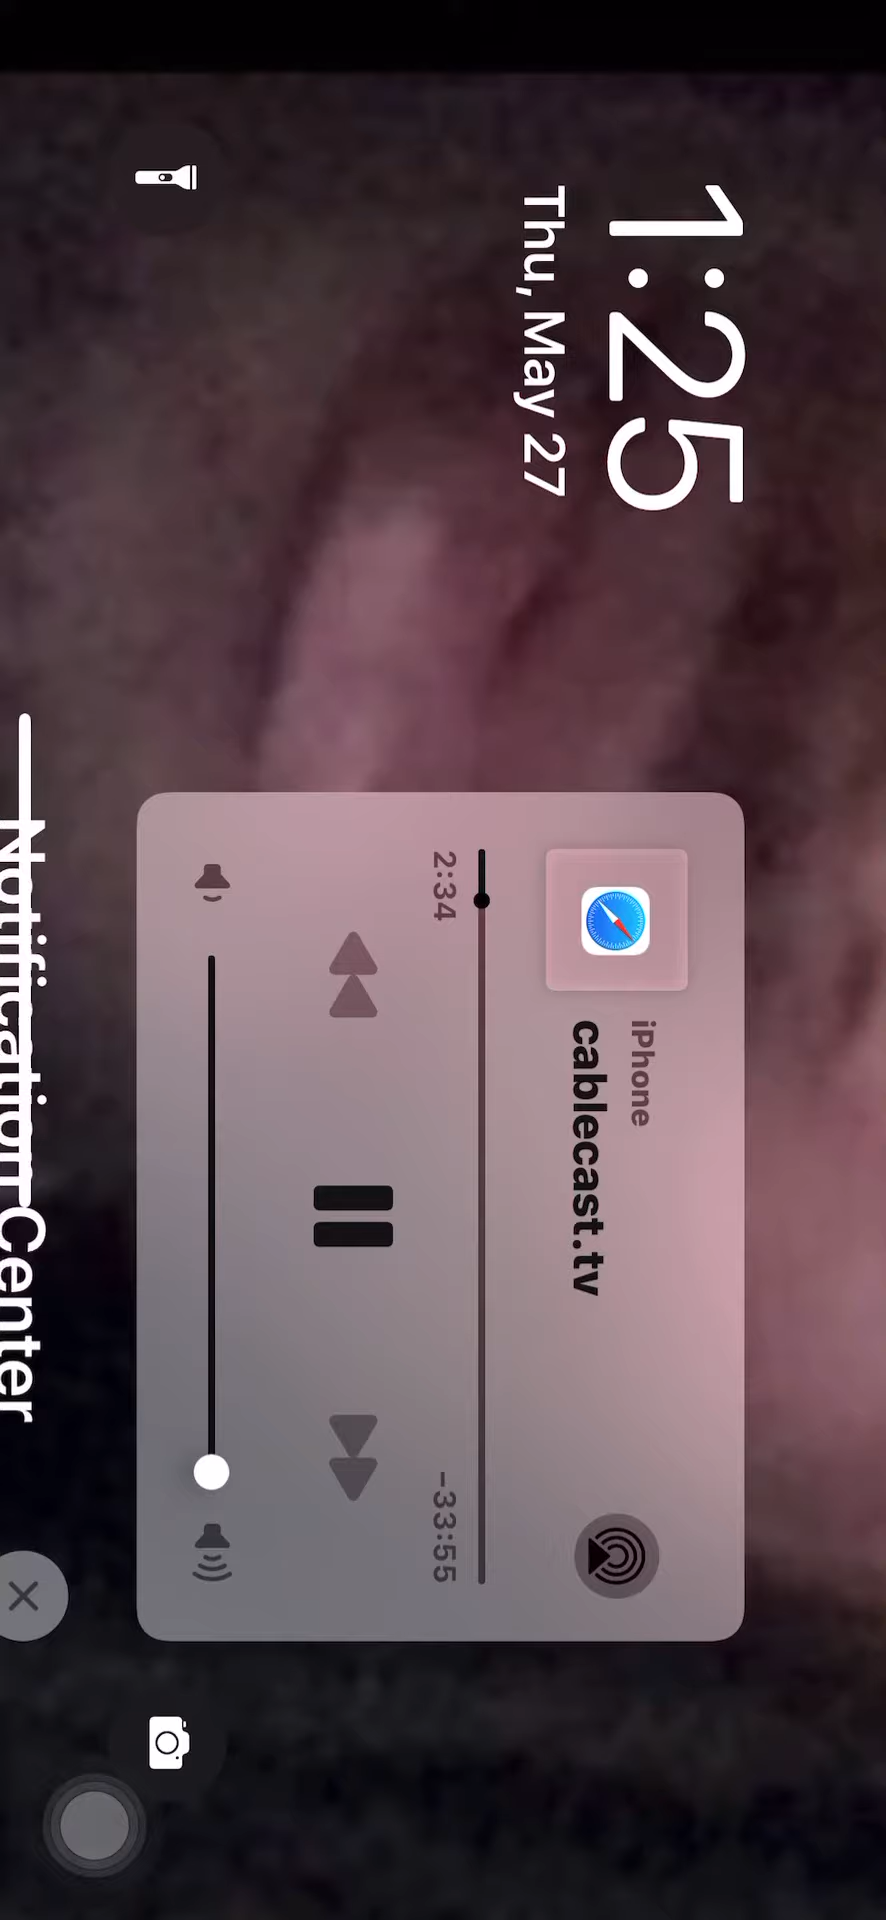 1:25
Thu, May 27
iPhone
cablecast.tv
2:34
-33:55
Notification Center